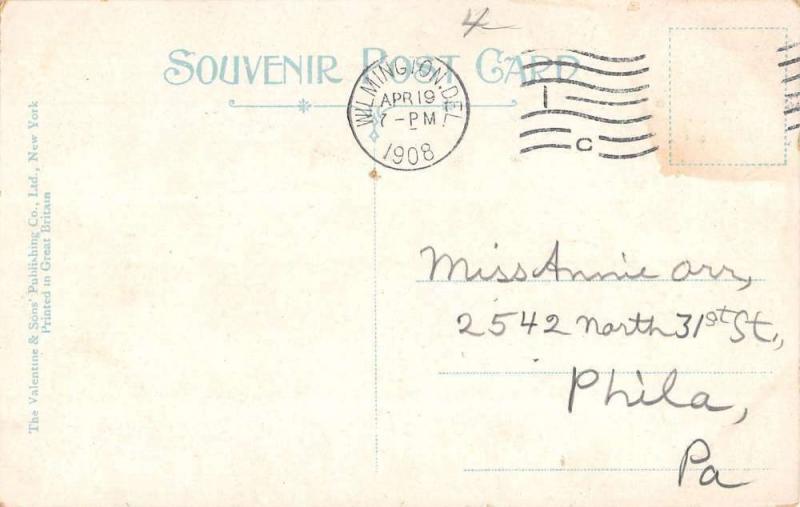 4
SOUVENIR POST CARD
WILMINGTON, DEL.
APR 19
7-PM
1908
1
C
The Valentine & Sons' Publishing Co., Ltd., New York
Printed in Great Britain
Miss Annie Orr,
2542 North 31st St.,
Phila,
Pa